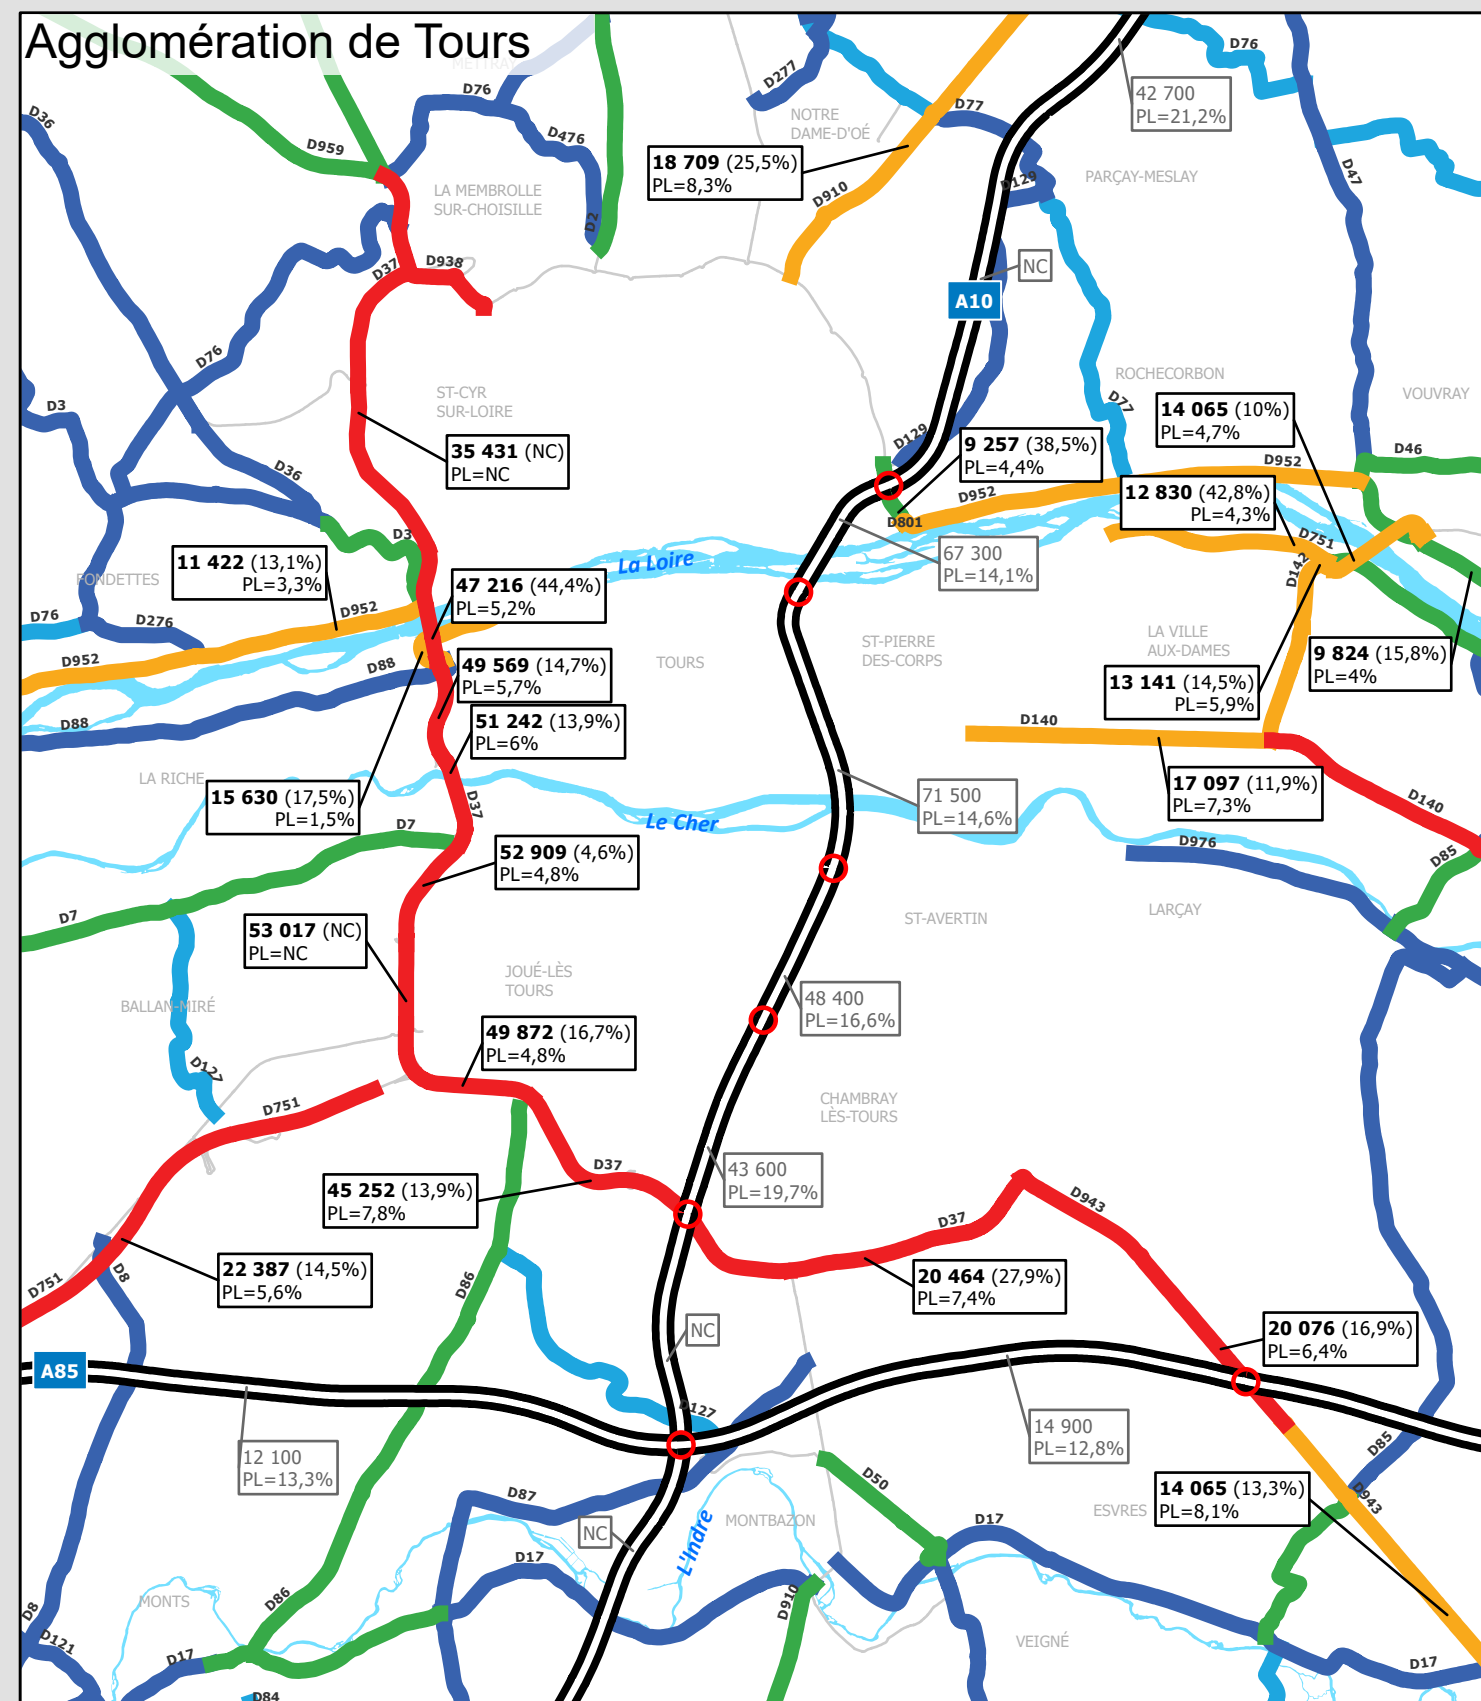 Agglomération de Tours
METTRAY
D36
D959
D76
D476
D2
D277
NOTRE
DAME-D'OÉ
D77
42 700
PL=21,2%
D76
D47
18 709 (25,5%)
PL=8,3%
D910
D129
PARÇAY-MESLAY
LA MEMBROLLE
SUR-CHOISILLE
D37
D938
NC
A10
D76
D3
ST-CYR
SUR-LOIRE
ROCHECORBON
D77
VOUVRAY
14 065 (10%)
PL=4,7%
35 431 (NC)
PL=NC
D36
D129
9 257 (38,5%)
PL=4,4%
D952
D46
D952
12 830 (42,8%)
PL=4,3%
D801
D751
D3
67 300
PL=14,1%
D142
La Loire
11 422 (13,1%)
PL=3,3%
FONDETTES
47 216 (44,4%)
PL=5,2%
D952
D76
D276
D952
D88
TOURS
ST-PIERRE
DES-CORPS
LA VILLE
AUX-DAMES
9 824 (15,8%)
PL=4%
49 569 (14,7%)
PL=5,7%
13 141 (14,5%)
PL=5,9%
D88
51 242 (13,9%)
PL=6%
D140
LA RICHE
15 630 (17,5%)
PL=1,5%
D37
71 500
PL=14,6%
17 097 (11,9%)
PL=7,3%
D140
Le Cher
D7
D976
D85
52 909 (4,6%)
PL=4,8%
D7
53 017 (NC)
PL=NC
ST-AVERTIN
LARÇAY
JOUÉ-LÈS
TOURS
BALLAN-MIRÉ
48 400
PL=16,6%
49 872 (16,7%)
PL=4,8%
D127
D751
CHAMBRAY
LÈS-TOURS
D37
43 600
PL=19,7%
45 252 (13,9%)
PL=7,8%
D943
D37
22 387 (14,5%)
PL=5,6%
D751
D8
D86
20 464 (27,9%)
PL=7,4%
NC
20 076 (16,9%)
PL=6,4%
A85
D127
14 900
PL=12,8%
12 100
PL=13,3%
D85
D50
14 065 (13,3%)
PL=8,1%
D943
D87
NC
L'Indre
MONTBAZON
D17
ESVRES
D17
MONTS
D86
D910
D8
D121
D17
VEIGNÉ
D17
D84